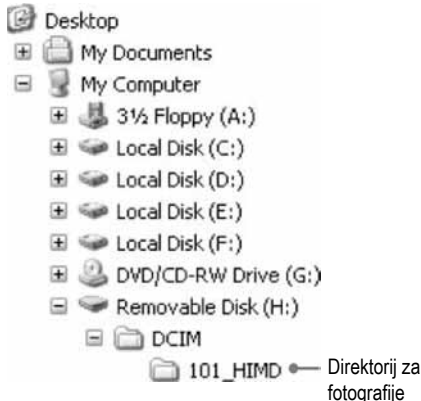 Desktop
My Documents
My Computer
3½ Floppy (A:)
Local Disk (C:)
Local Disk (D:)
Local Disk (E:)
Local Disk (F:)
DVD/CD-RW Drive (G:)
Removable Disk (H:)
DCIM
101_HIMD
Direktorij za
fotografije